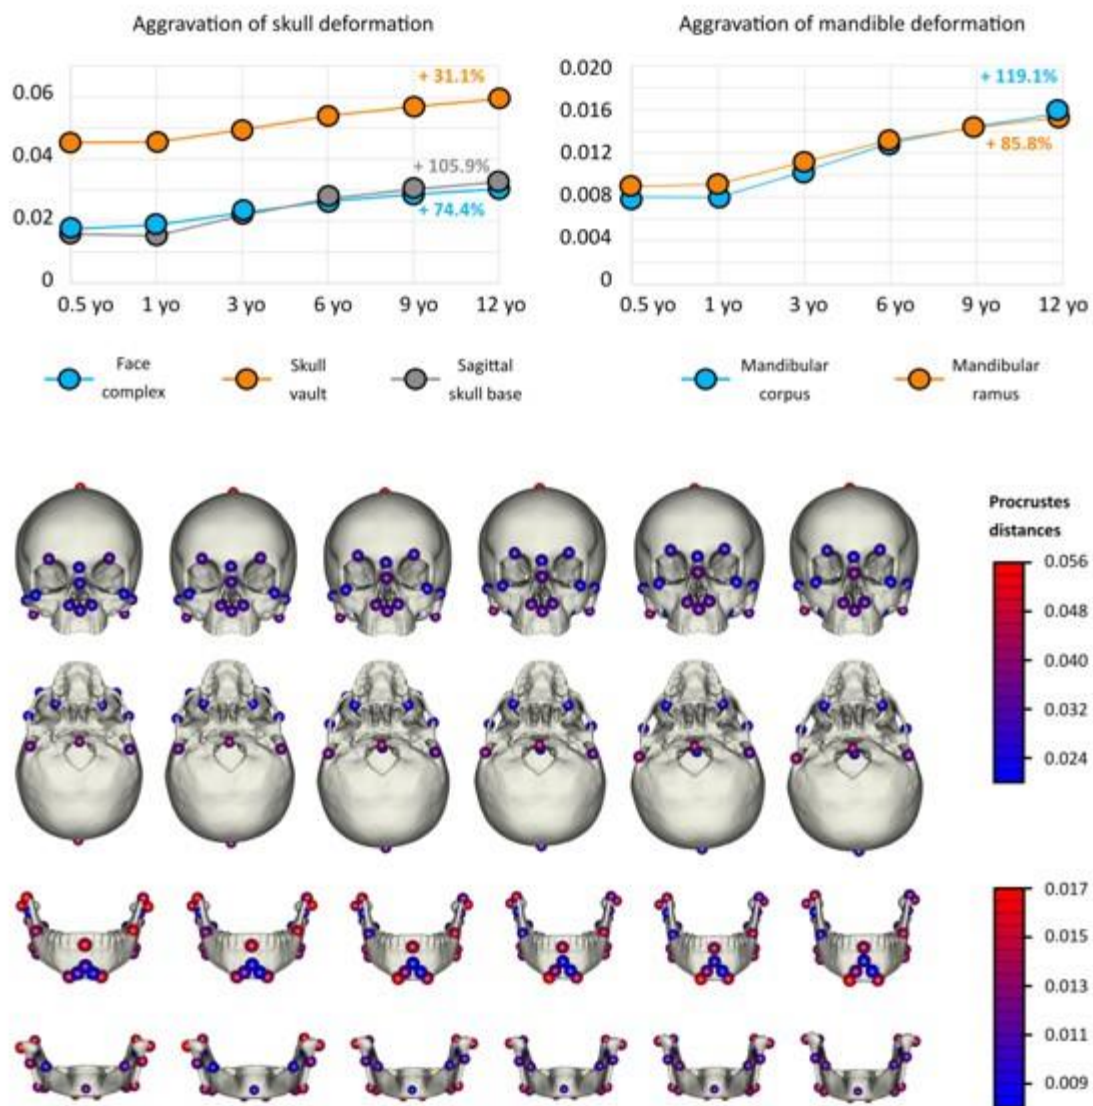 Aggravation of skull deformation
Aggravation of mandible deformation
+ 31.1%
+ 105.9%
+ 74.4%
0.06
0.04
0.02
0
0.5 yo 1 yo 3 yo 6 yo 9 yo 12 yo
+ 119.1%
+ 85.8%
0.020
0.016
0.012
0.008
0.004
0
0.5 yo 1 yo 3 yo 6 yo 9 yo 12 yo
Face
complex
Skull
vault
Sagittal
skull base
Mandibular
corpus
Mandibular
ramus
Procrustes
distances
0.056
0.048
0.040
0.032
0.024
0.017
0.015
0.013
0.011
0.009